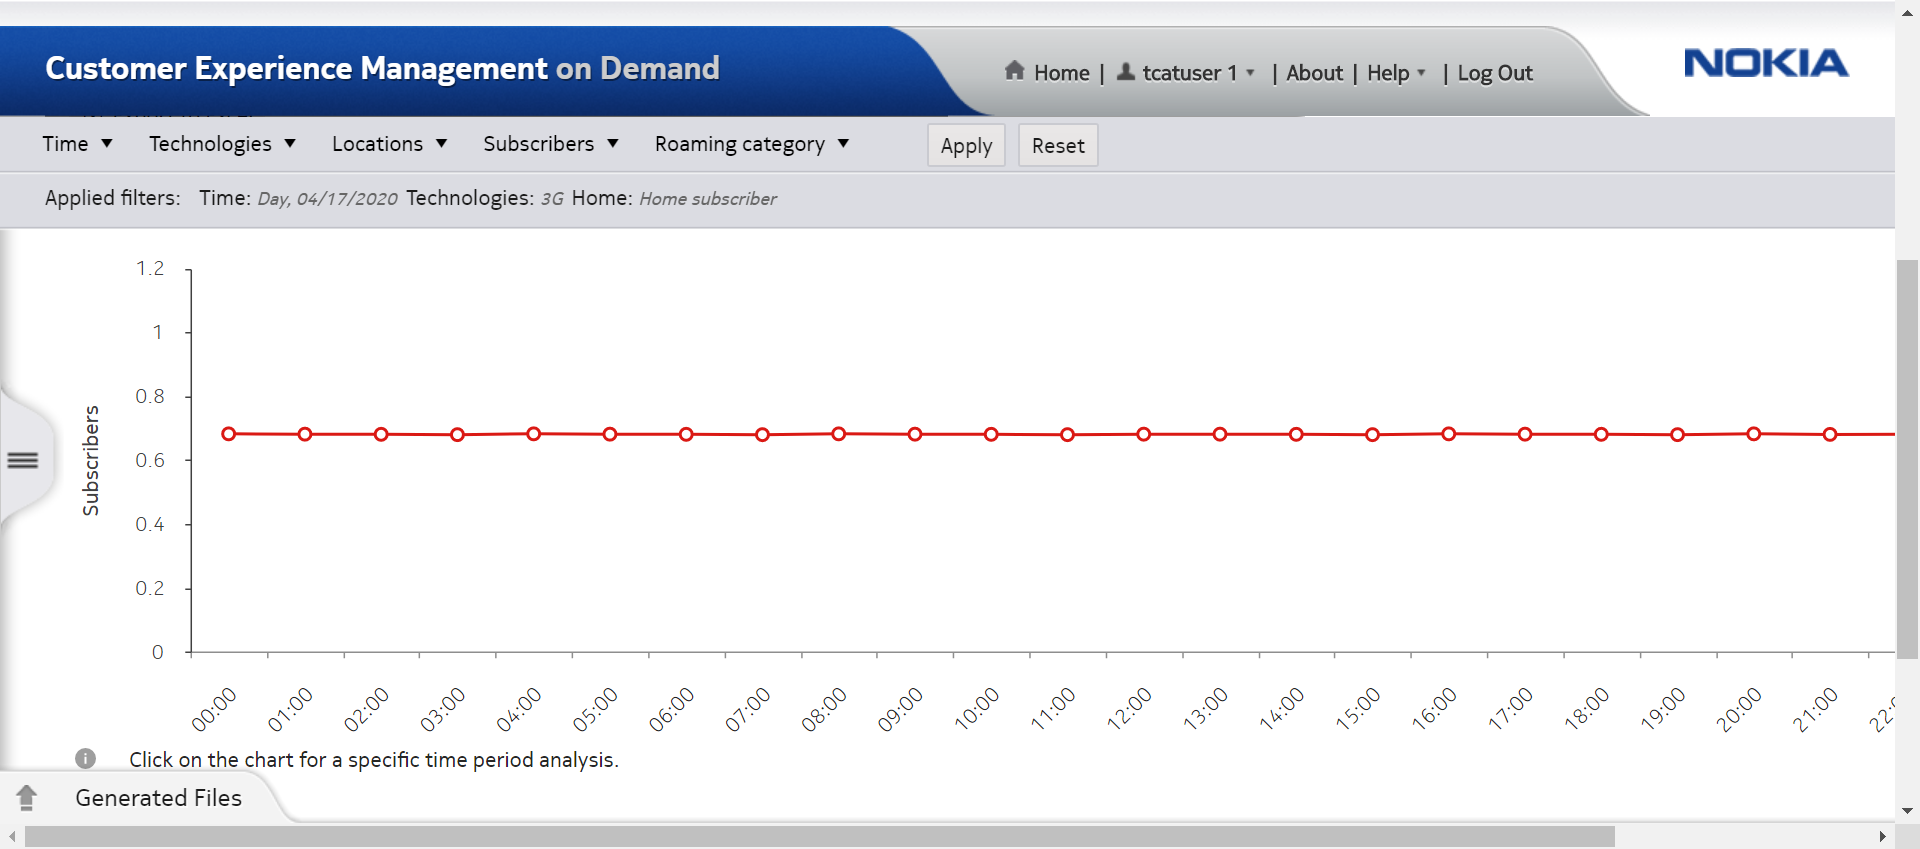 Customer Experience Management on Demand
Home | tcatuser 1 | About | Help | Log Out
NOKIA
Time Technologies Locations Subscribers Roaming category Apply Reset
Applied filters: Time: Day, 04/17/2020 Technologies: 3G Home: Home subscriber
1.2
1
0.8
0.6
0.4
0.2
0
Subscribers
00:00 01:00 02:00 03:00 04:00 05:00 06:00 07:00 08:00 09:00 10:00 11:00 12:00 13:00 14:00 15:00 16:00 17:00 18:00 19:00 20:00 21:00
Click on the chart for a specific time period analysis.
Generated Files